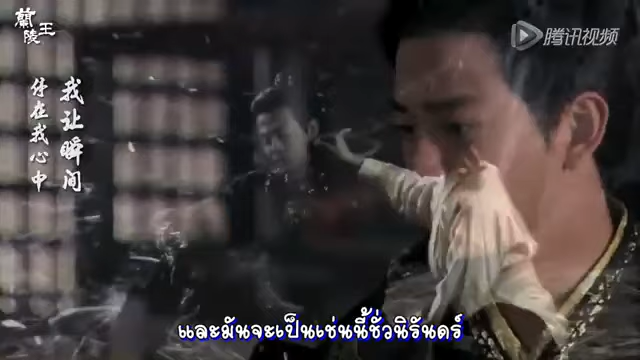 蘭陵王
腾讯视频
我让瞬间
停在我心中
และมันจะเป็นเช่นนี้ชั่วนิรันดร์